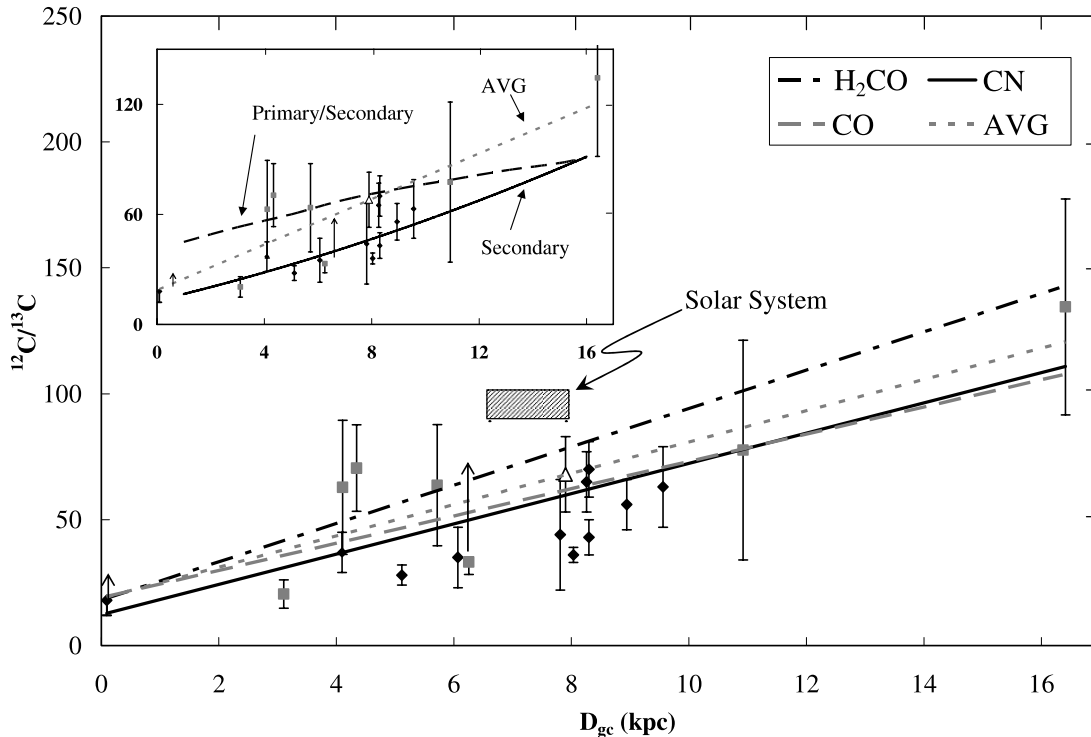 250
200
150
100
50
0
¹²C/¹³C
0 2 4 6 8 10 12 14 16
D_gc (kpc)
H₂CO
CN
CO
AVG
120
60
0
0 4 8 12 16
AVG
Primary/Secondary
Secondary
Solar System